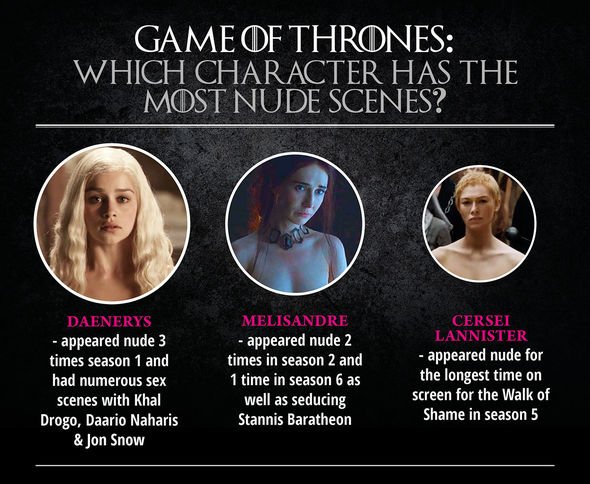 GAME OF THRONES:
WHICH CHARACTER HAS THE
MOST NUDE SCENES?
DAENERYS
- appeared nude 3
times season 1 and
had numerous sex
scenes with Khal
Drogo, Daario Naharis
& Jon Snow
MELISANDRE
- appeared nude 2
times in season 2 and
1 time in season 6 as
well as seducing
Stannis Baratheon
CERSEI
LANNISTER
- appeared nude for
the longest time on
screen for the Walk of
Shame in season 5